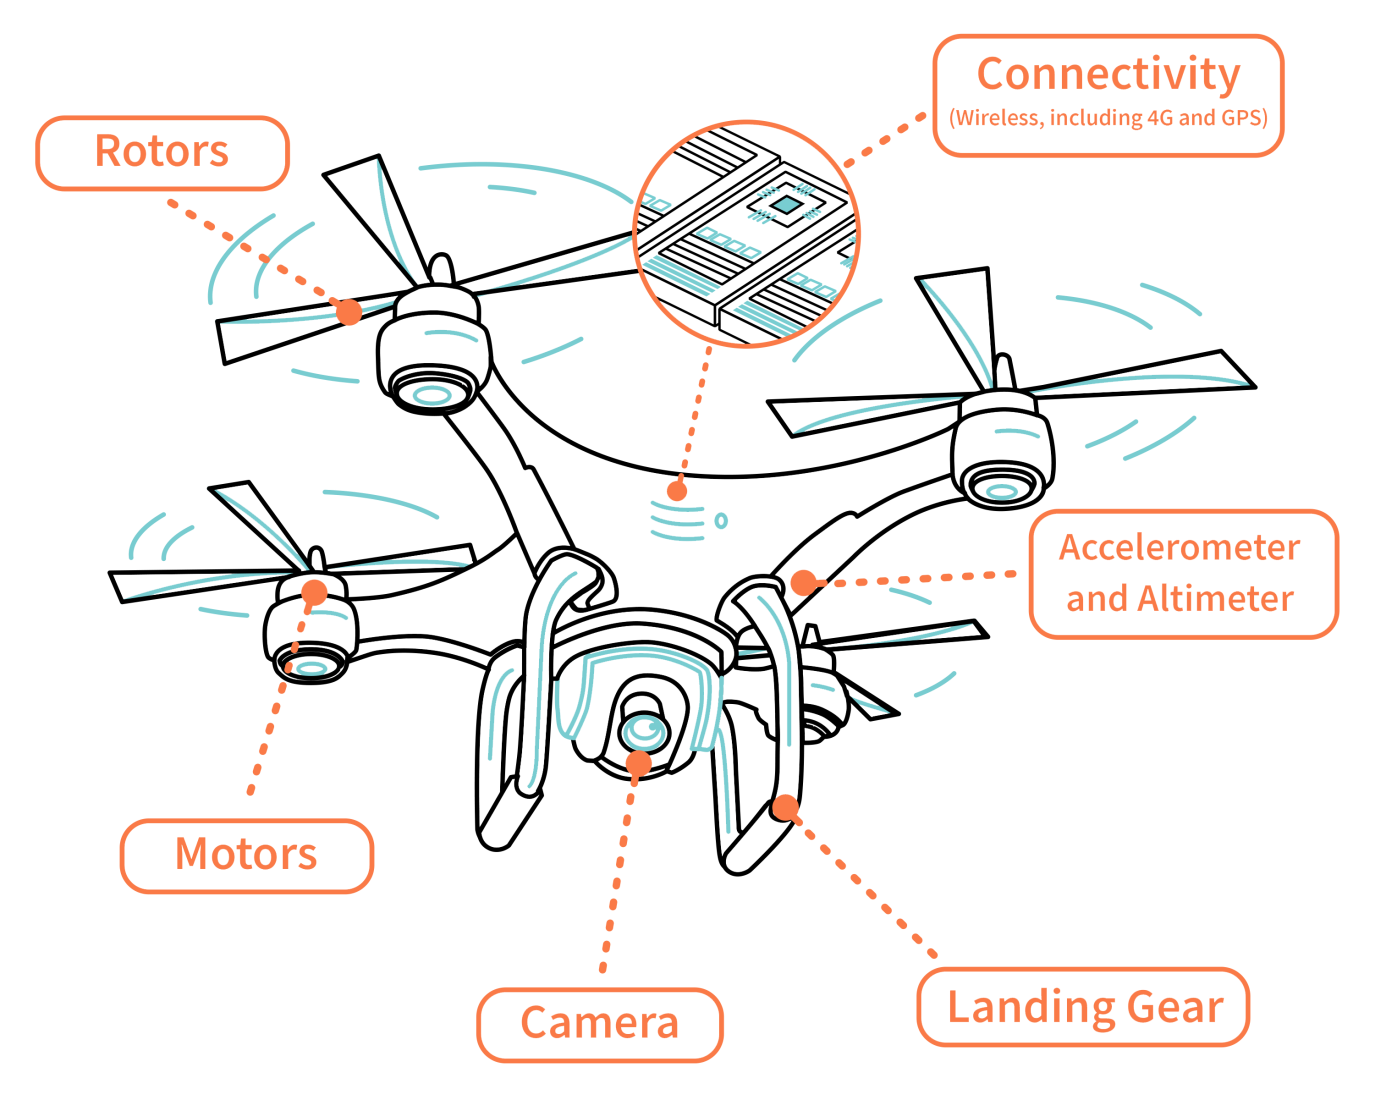 Connectivity
(Wireless, including 4G and GPS)
Rotors
Accelerometer
and Altimeter
Motors
Camera
Landing Gear